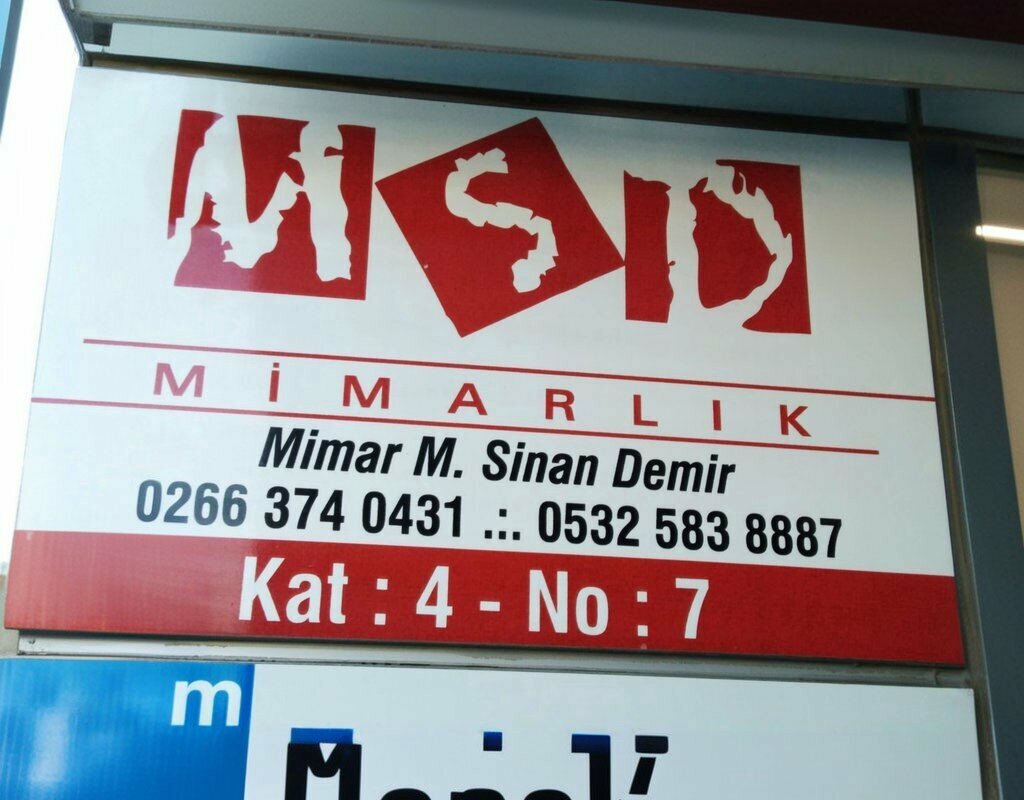 MSD
MİMARLIK
Mimar M. Sinan Demir
0266 374 0431 .:. 0532 583 8887
Kat : 4 - No : 7
m